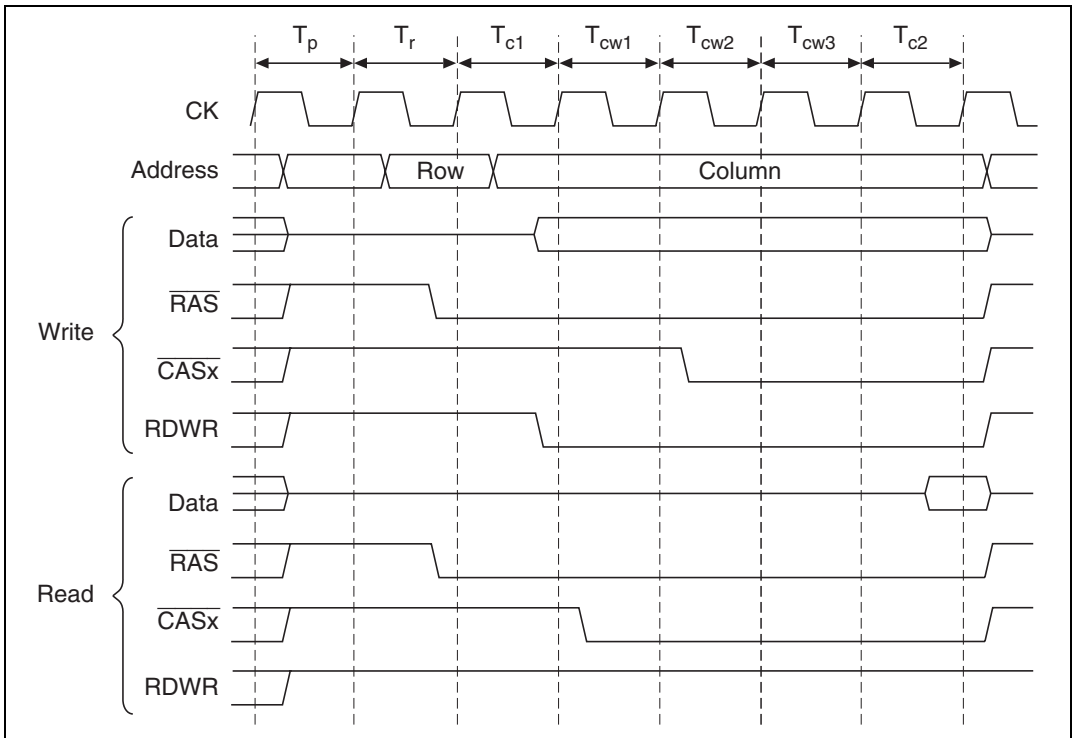 Tp Tr Tc1 Tcw1 Tcw2 Tcw3 Tc2
CK
Address Row Column
Data
RAS
Write
CASx
RDWR
Data
RAS
Read
CASx
RDWR